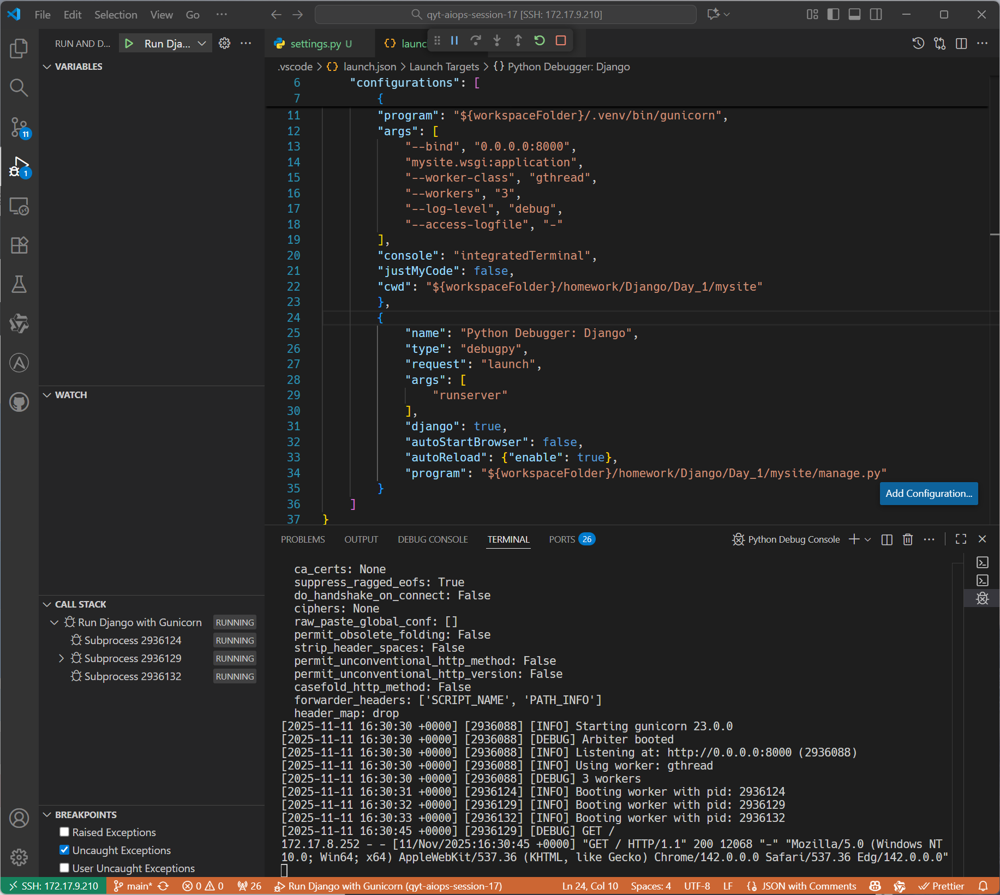 File Edit Selection View Go ··· qyt-aiops-session-17 [SSH: 172.17.9.210]
RUN AND D... Run Dja...
settings.py U
launc
VARIABLES
.vscode > {} launch.json > Launch Targets > {} Python Debugger: Django
6 "configurations": [
7 {
11 "program": "${workspaceFolder}/.venv/bin/gunicorn",
12 "args": [
13 "--bind", "0.0.0.0:8000",
14 "mysite.wsgi:application",
15 "--worker-class", "gthread",
16 "--workers", "3",
17 "--log-level", "debug",
18 "--access-logfile", "-"
19 ],
20 "console": "integratedTerminal",
21 "justMyCode": false,
22 "cwd": "${workspaceFolder}/homework/Django/Day_1/mysite"
23 },
24 {
25 "name": "Python Debugger: Django",
26 "type": "debugpy",
27 "request": "launch",
28 "args": [
29 "runserver"
30 ],
31 "django": true,
32 "autoStartBrowser": false,
33 "autoReload": {"enable": true},
34 "program": "${workspaceFolder}/homework/Django/Day_1/mysite/manage.py"
35 }
36 ]
37 }
Add Configuration...
11
1
WATCH
CALL STACK
Run Django with Gunicorn RUNNING
Subprocess 2936124 RUNNING
Subprocess 2936129 RUNNING
Subprocess 2936132 RUNNING
BREAKPOINTS
Raised Exceptions
Uncaught Exceptions
User Uncaught Exceptions
PROBLEMS OUTPUT DEBUG CONSOLE TERMINAL PORTS 26 Python Debug Console
ca_certs: None
suppress_ragged_eofs: True
do_handshake_on_connect: False
ciphers: None
raw_paste_global_conf: []
permit_obsolete_folding: False
strip_header_spaces: False
permit_unconventional_http_method: False
permit_unconventional_http_version: False
casefold_http_method: False
forwarder_headers: ['SCRIPT_NAME', 'PATH_INFO']
header_map: drop
[2025-11-11 16:30:30 +0000] [2936088] [INFO] Starting gunicorn 23.0.0
[2025-11-11 16:30:30 +0000] [2936088] [DEBUG] Arbiter booted
[2025-11-11 16:30:30 +0000] [2936088] [INFO] Listening at: http://0.0.0.0:8000 (2936088)
[2025-11-11 16:30:30 +0000] [2936088] [INFO] Using worker: gthread
[2025-11-11 16:30:30 +0000] [2936088] [DEBUG] 3 workers
[2025-11-11 16:30:31 +0000] [2936124] [INFO] Booting worker with pid: 2936124
[2025-11-11 16:30:32 +0000] [2936129] [INFO] Booting worker with pid: 2936129
[2025-11-11 16:30:33 +0000] [2936132] [INFO] Booting worker with pid: 2936132
[2025-11-11 16:30:45 +0000] [2936129] [DEBUG] GET /
172.17.8.252 - - [11/Nov/2025:16:30:45 +0000] "GET / HTTP/1.1" 200 12068 "-" "Mozilla/5.0 (Windows NT
10.0; Win64; x64) AppleWebKit/537.36 (KHTML, like Gecko) Chrome/142.0.0.0 Safari/537.36 Edg/142.0.0.0"
SSH: 172.17.9.210 main* 0 0 26 Run Django with Gunicorn (qyt-aiops-session-17) Ln 24, Col 10 Spaces: 4 UTF-8 LF JSON with Comments Prettier